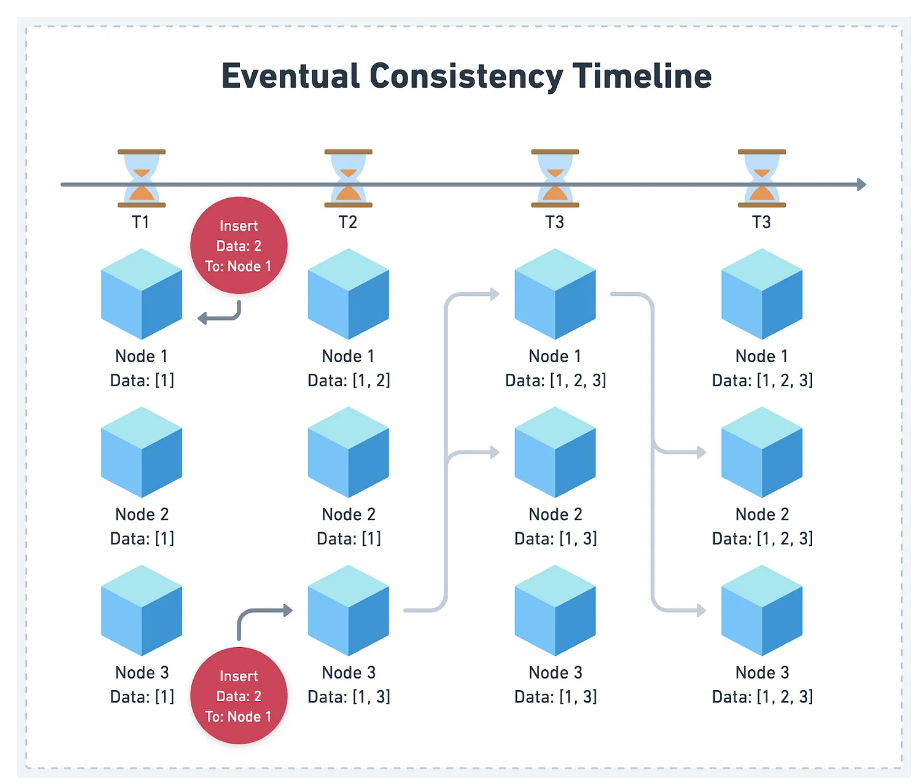 Eventual Consistency Timeline
T1
T2
T3
T3
Insert
Data: 2
To: Node 1
Node 1
Data: [1]
Node 1
Data: [1, 2]
Node 1
Data: [1, 2, 3]
Node 1
Data: [1, 2, 3]
Node 2
Data: [1]
Node 2
Data: [1]
Node 2
Data: [1, 3]
Node 2
Data: [1, 2, 3]
Node 3
Data: [1]
Insert
Data: 2
To: Node 1
Node 3
Data: [1, 3]
Node 3
Data: [1, 3]
Node 3
Data: [1, 2, 3]